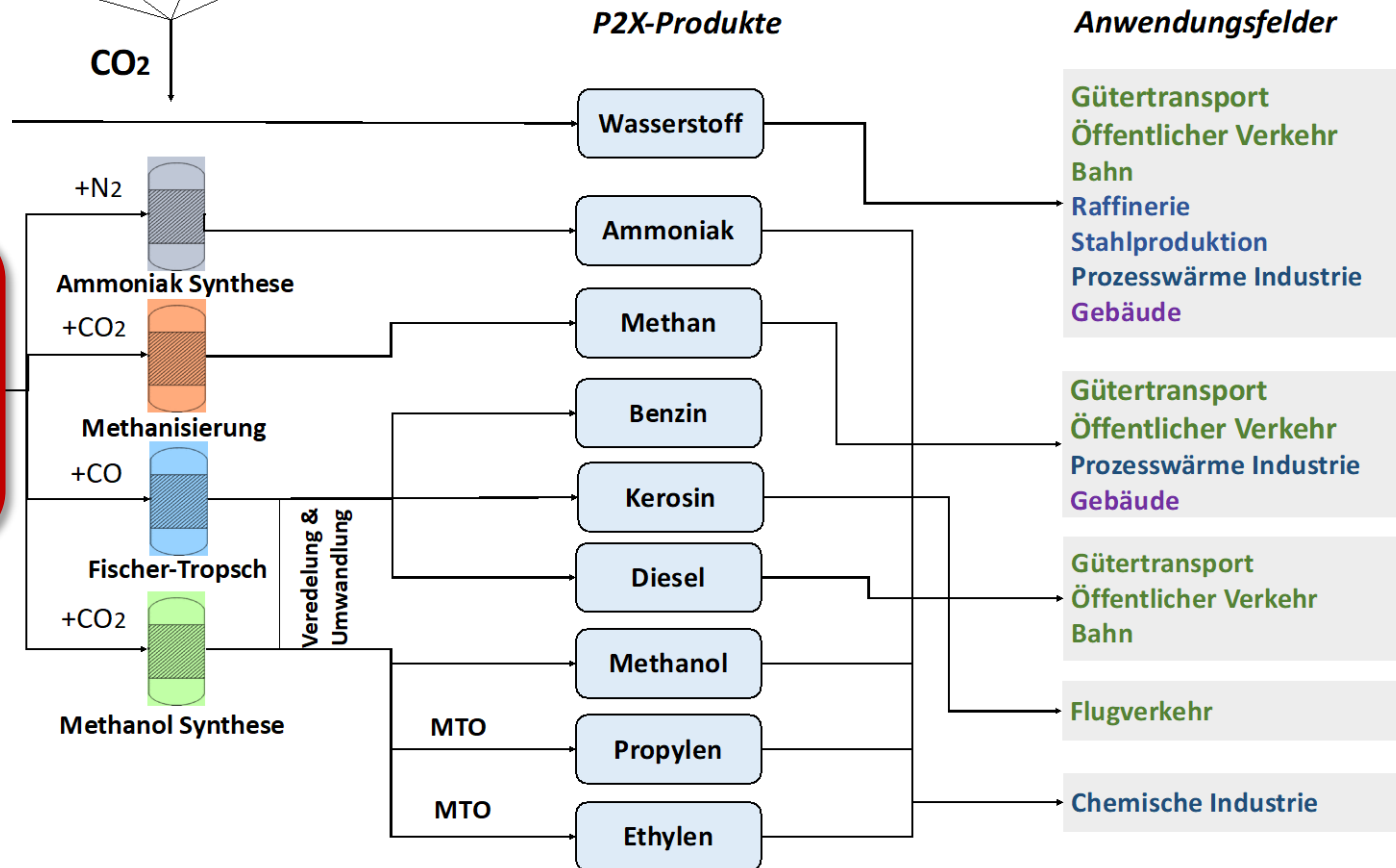 P2X-Produkte
Anwendungsfelder
CO2
Wasserstoff
Gütertransport
Öffentlicher Verkehr
Bahn
Raffinerie
Stahlproduktion
Prozesswärme Industrie
Gebäude
+N2
Ammoniak Synthese
Ammoniak
+CO2
Methanisierung
Methan
Gütertransport
Öffentlicher Verkehr
Prozesswärme Industrie
Gebäude
Benzin
+CO
Fischer-Tropsch
Veredelung &
Umwandlung
Kerosin
Diesel
Gütertransport
Öffentlicher Verkehr
Bahn
+CO2
Methanol Synthese
Methanol
Flugverkehr
MTO
Propylen
MTO
Ethylen
Chemische Industrie